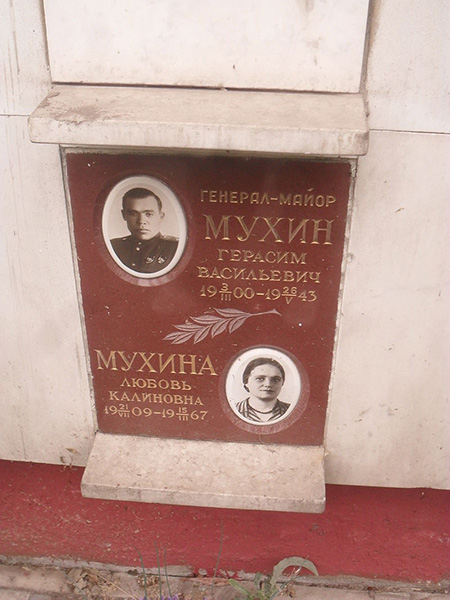 ГЕНЕРАЛ-МАЙОР
МУХИН
ГЕРАСИМ
ВАСИЛЬЕВИЧ
19 3/III 00-19 26/V 43
МУХИНА
ЛЮБОВЬ
КАЛИНОВНА
19 21/VII 09-19 15/III 67